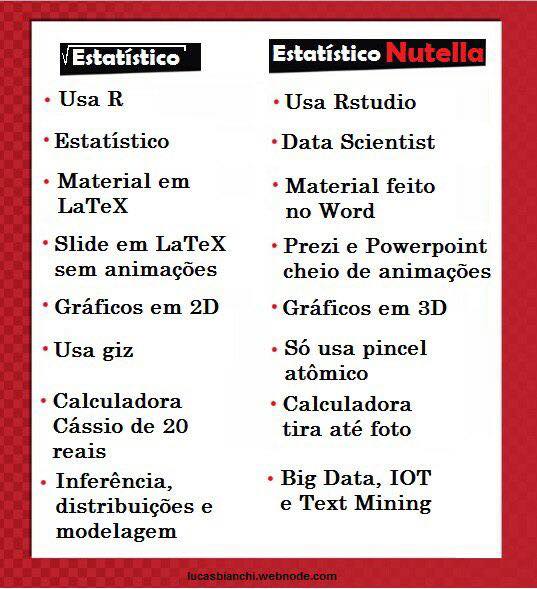 √Estatístico
• Usa R
• Estatístico
• Material em
LaTeX
• Slide em LaTeX
sem animações
• Gráficos em 2D
• Usa giz
• Calculadora
Cássio de 20
reais
• Inferência,
distribuições e
modelagem
Estatístico Nutella
• Usa Rstudio
• Data Scientist
• Material feito
no Word
• Prezi e Powerpoint
cheio de animações
• Gráficos em 3D
• Só usa pincel
atômico
• Calculadora
tira até foto
• Big Data, IOT
e Text Mining
lucasbianchi.webnode.com